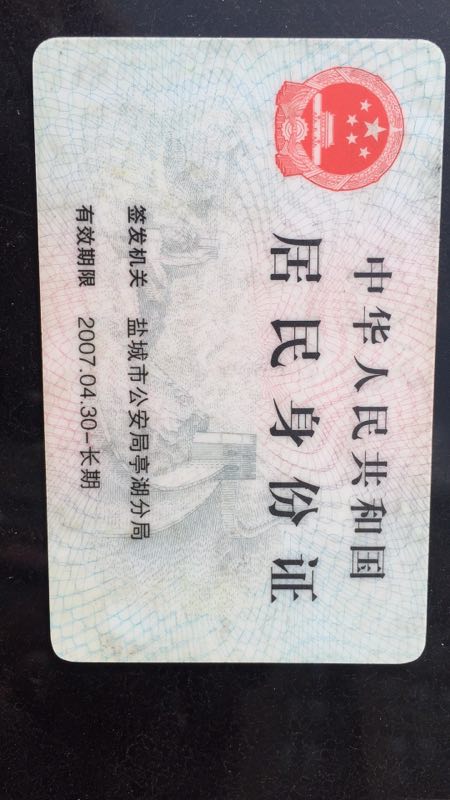 中华人民共和国
居民身份证
签发机关 盐城市公安局亭湖分局
有效期限 2007.04.30-长期